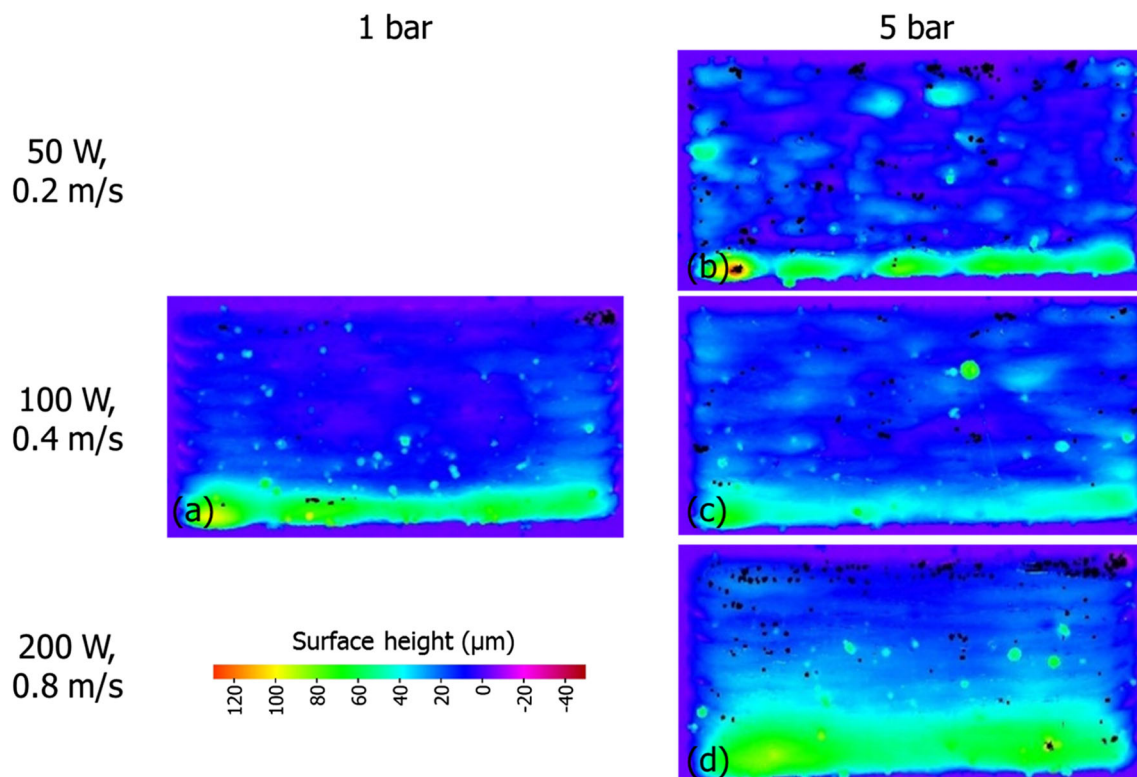 1 bar
5 bar
50 W,
0.2 m/s
(b)
100 W,
0.4 m/s
(a)
(c)
200 W,
0.8 m/s
Surface height (µm)
120 100 80 60 40 20 0 -20 -40
(d)